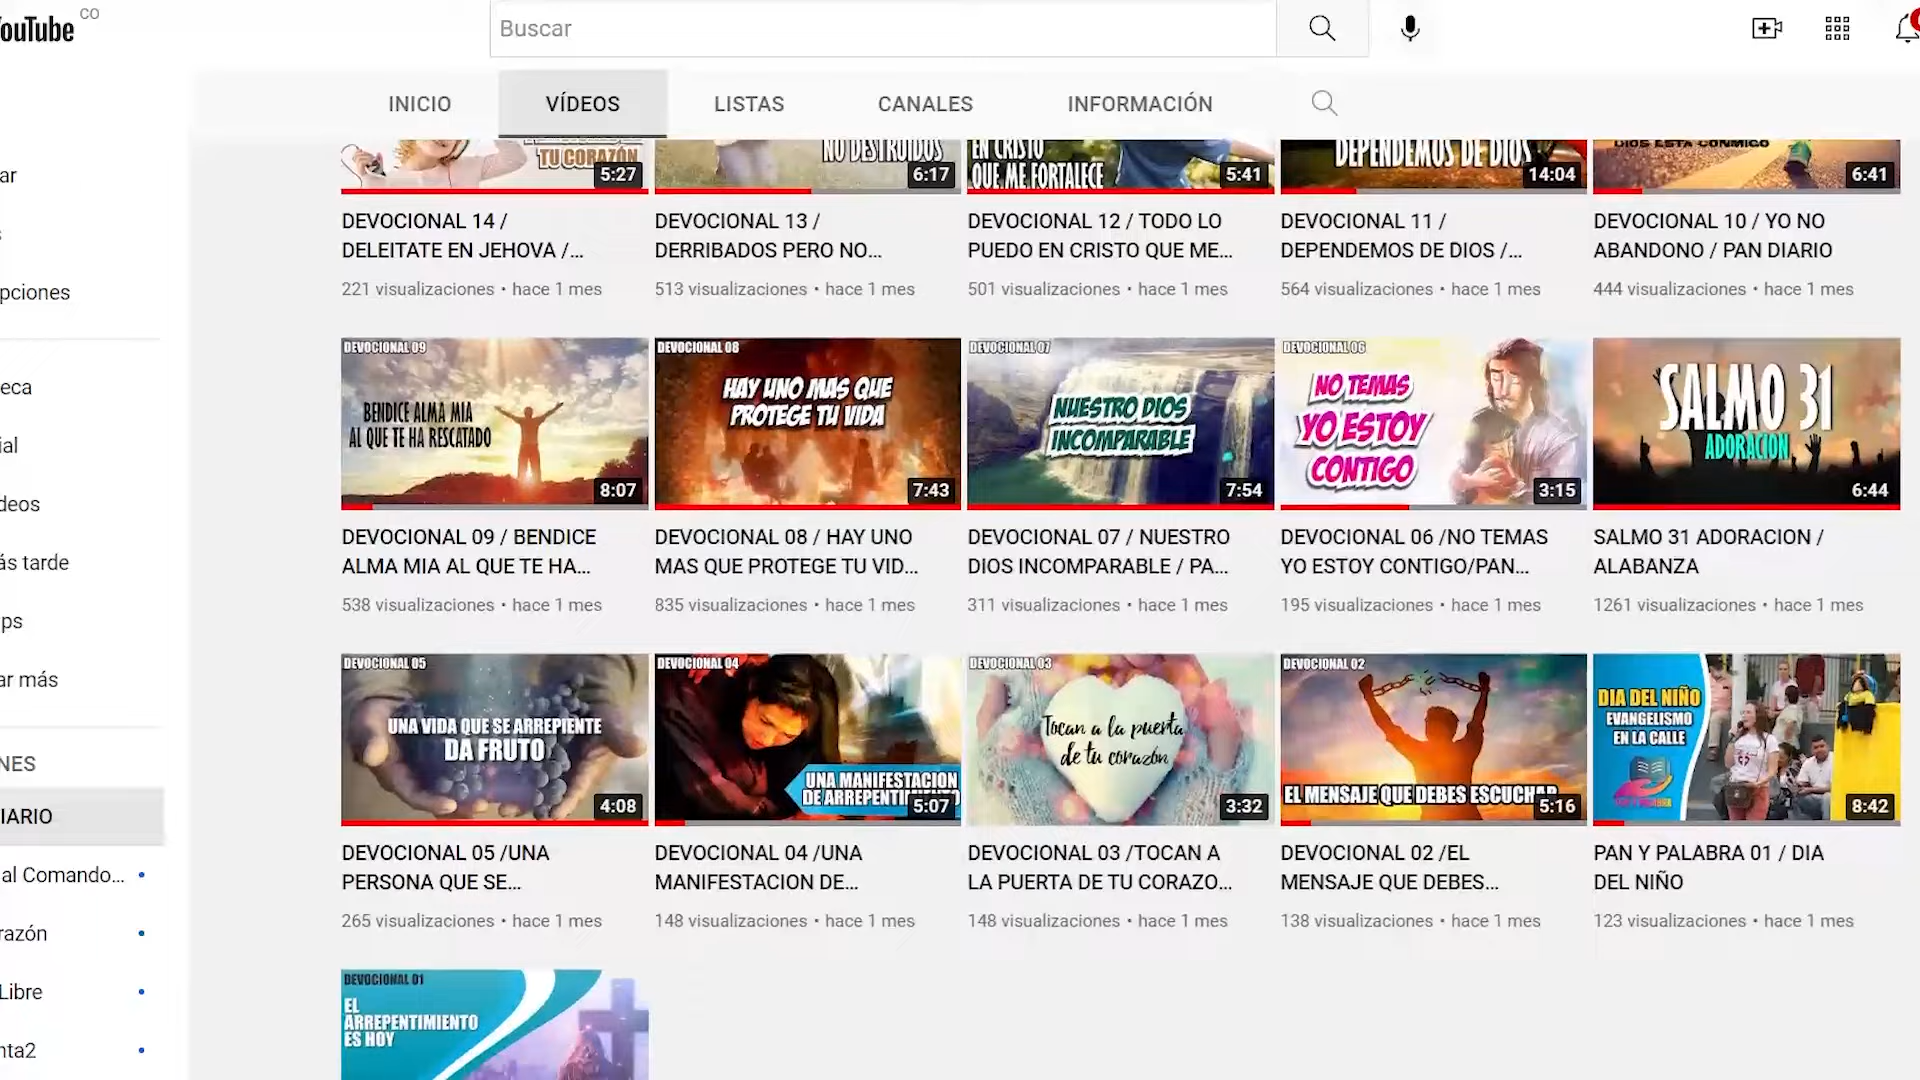 CO
ouTube
Buscar
INICIO
VÍDEOS
LISTAS
CANALES
INFORMACIÓN
ar
s
pciones
eca
ial
deos
ás tarde
ps
ar más
NES
IARIO
al Comando...
razón
Libre
nta2
TU CORAZÓN
5:27
DEVOCIONAL 14 /
DELEITATE EN JEHOVA /...
221 visualizaciones • hace 1 mes
NO DESTRUIDOS
6:17
DEVOCIONAL 13 /
DERRIBADOS PERO NO...
513 visualizaciones • hace 1 mes
EN CRISTO
QUE ME FORTALECE
5:41
DEVOCIONAL 12 / TODO LO
PUEDO EN CRISTO QUE ME...
501 visualizaciones • hace 1 mes
DEPENDEMOS DE DIOS
14:04
DEVOCIONAL 11 /
DEPENDEMOS DE DIOS /...
564 visualizaciones • hace 1 mes
DIOS ESTA CONMIGO
6:41
DEVOCIONAL 10 / YO NO
ABANDONO / PAN DIARIO
444 visualizaciones • hace 1 mes
DEVOCIONAL 09
BENDICE ALMA MIA
AL QUE TE HA RESCATADO
8:07
DEVOCIONAL 09 / BENDICE
ALMA MIA AL QUE TE HA...
538 visualizaciones • hace 1 mes
DEVOCIONAL 08
HAY UNO MAS QUE
PROTEGE TU VIDA
7:43
DEVOCIONAL 08 / HAY UNO
MAS QUE PROTEGE TU VID...
835 visualizaciones • hace 1 mes
DEVOCIONAL 07
NUESTRO DIOS
INCOMPARABLE
7:54
DEVOCIONAL 07 / NUESTRO
DIOS INCOMPARABLE / PA...
311 visualizaciones • hace 1 mes
DEVOCIONAL 06
NO TEMAS
YO ESTOY
CONTIGO
3:15
DEVOCIONAL 06 /NO TEMAS
YO ESTOY CONTIGO/PAN...
195 visualizaciones • hace 1 mes
SALMO 31
ADORACION
6:44
SALMO 31 ADORACION /
ALABANZA
1261 visualizaciones • hace 1 mes
DEVOCIONAL 05
UNA VIDA QUE SE ARREPIENTE
DA FRUTO
4:08
DEVOCIONAL 05 /UNA
PERSONA QUE SE...
265 visualizaciones • hace 1 mes
DEVOCIONAL 04
UNA MANIFESTACION
DE ARREPENTIMIENTO
5:07
DEVOCIONAL 04 /UNA
MANIFESTACION DE...
148 visualizaciones • hace 1 mes
DEVOCIONAL 03
Tocan a la puerta
de tu corazón
3:32
DEVOCIONAL 03 /TOCAN A
LA PUERTA DE TU CORAZO...
148 visualizaciones • hace 1 mes
DEVOCIONAL 02
EL MENSAJE QUE DEBES ESCUCHAR
5:16
DEVOCIONAL 02 /EL
MENSAJE QUE DEBES...
138 visualizaciones • hace 1 mes
DIA DEL NIÑO
EVANGELISMO
EN LA CALLE
8:42
PAN Y PALABRA 01 / DIA
DEL NIÑO
123 visualizaciones • hace 1 mes
DEVOCIONAL 01
EL
ARREPENTIMIENTO
ES HOY